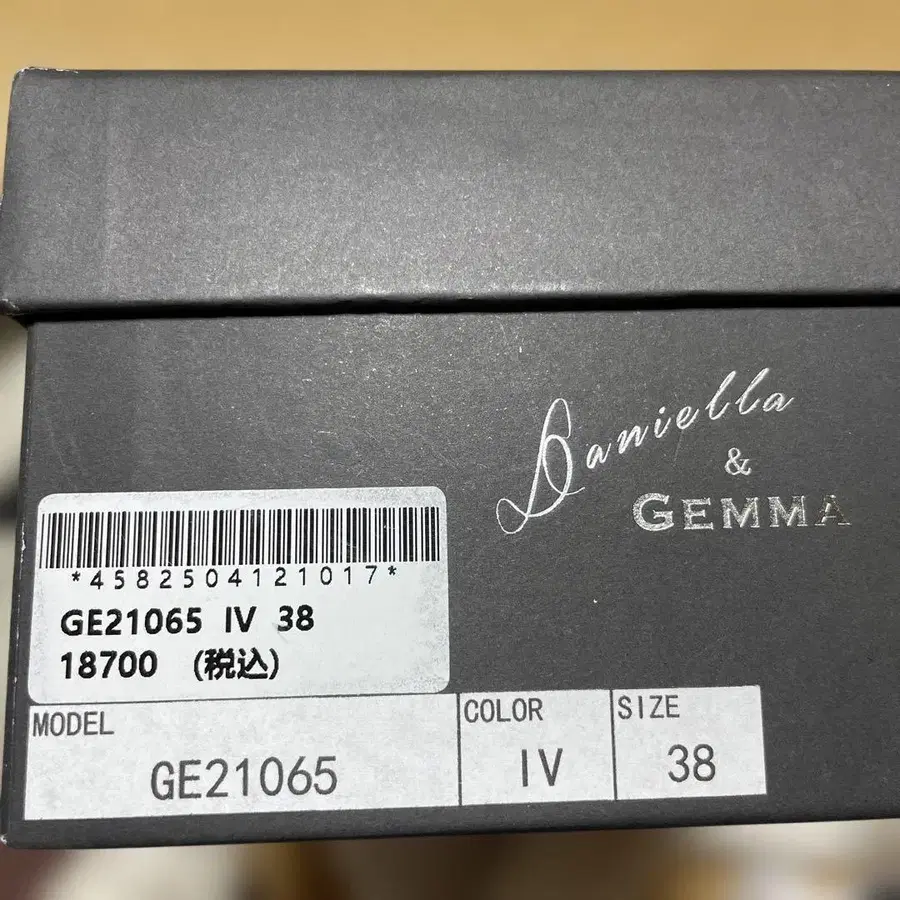 Daniella
&
GEMMA
*4582504121017*
GE21065 IV 38
18700 (税込)
MODEL COLOR SIZE
GE21065 IV 38